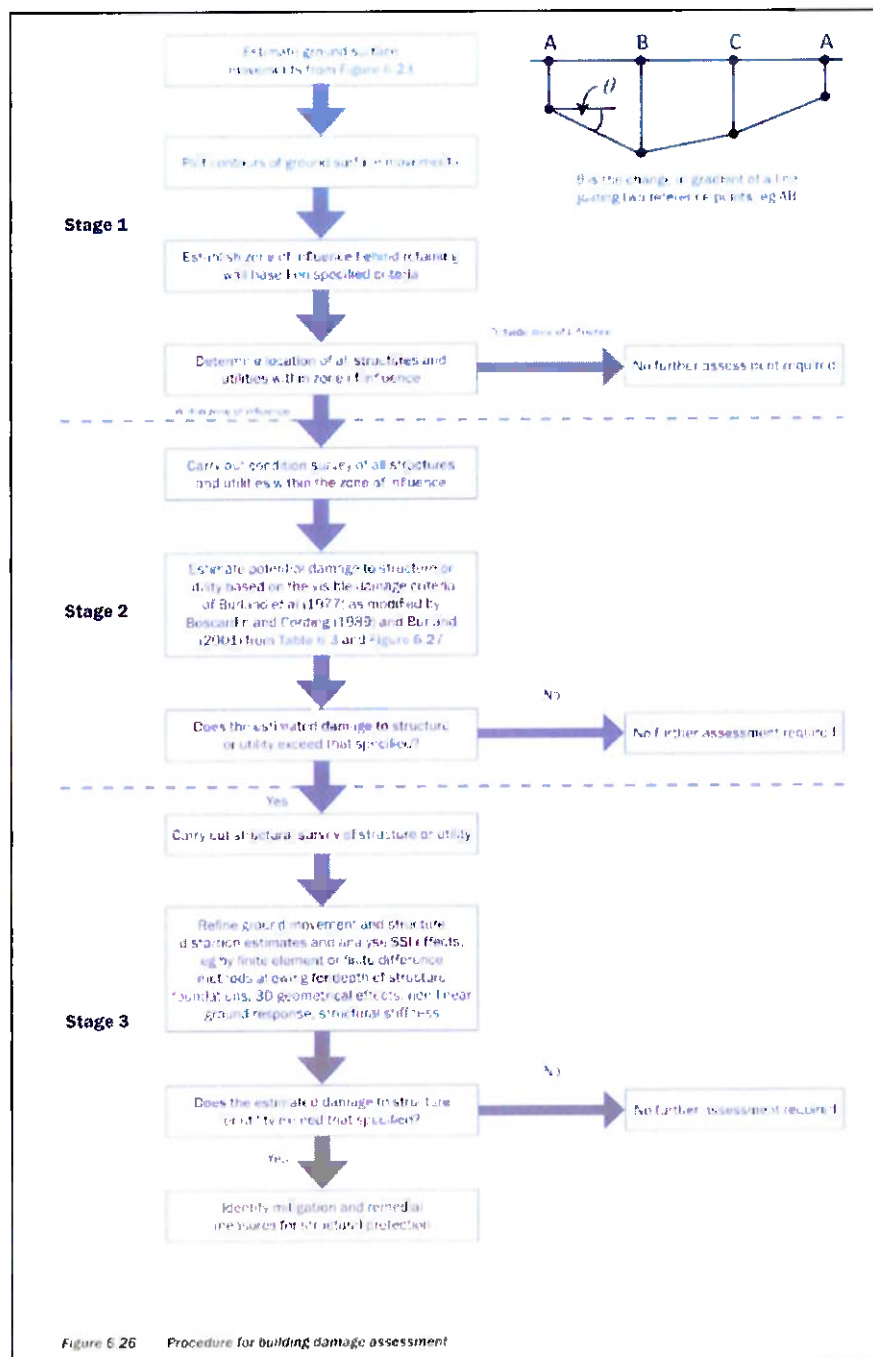 Estimate ground surface
movements from Figure 6.23
A B C A
θ
θ is the change in gradient of a line
joining two reference points, eg AB
Plot contours of ground surface movements
Stage 1
Establish zone of influence behind retaining
wall based on specified criteria
Outside zone of influence
Determine location of all structures and
utilities within zone of influence
No further assessment required
Within zone of influence
Carry out condition survey of all structures
and utilities within the zone of influence
Stage 2
Estimate potential damage to structure or
utility based on the visible damage criteria
of Burland et al (1977) as modified by
Boscardin and Cording (1989) and Burland
(2001) from Table 6.3 and Figure 6.27
No
Does the estimated damage to structure
or utility exceed that specified?
No further assessment required
Yes
Carry out structural survey of structure or utility
Stage 3
Refine ground movement and structure
distortion estimates and analyse SSI effects,
eg by finite element or finite difference
methods allowing for depth of structure
foundations, 3D geometrical effects, non-linear
ground response, structural stiffness
No
Does the estimated damage to structure
or utility exceed that specified?
No further assessment required
Yes
Identify mitigation and remedial
measures for structural protection
Figure 6.26 Procedure for building damage assessment